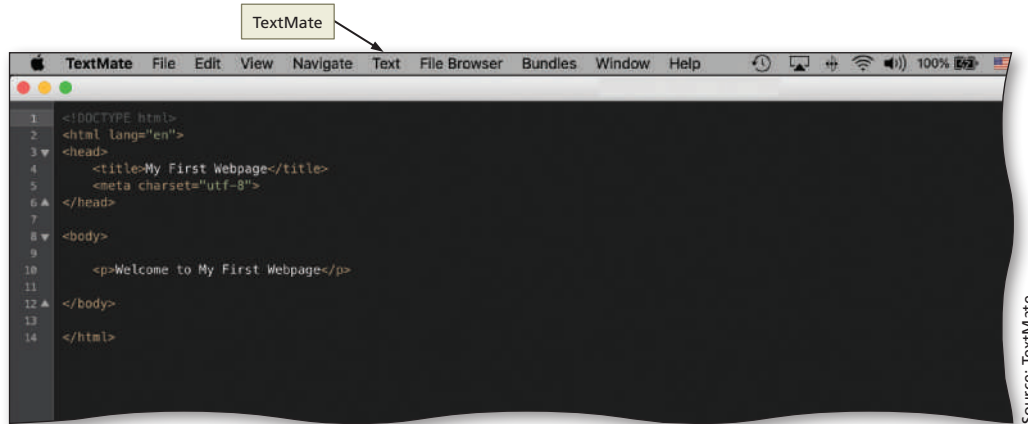 TextMate
TextMate File Edit View Navigate Text File Browser Bundles Window Help 100%
1 <!DOCTYPE html>
2 <html lang="en">
3 <head>
4 <title>My First Webpage</title>
5 <meta charset="utf-8">
6 </head>
7
8 <body>
9
10 <p>Welcome to My First Webpage</p>
11
12 </body>
13
14 </html>
Source: TextMate